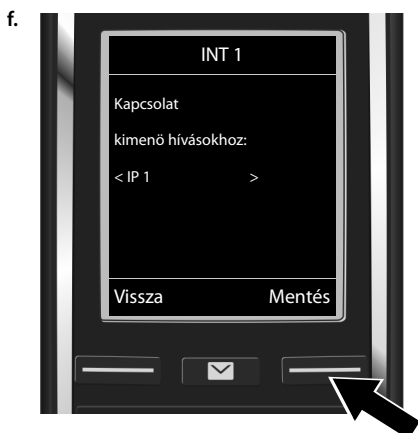 f.
INT 1
Kapcsolat
kimenö hívásokhoz:
< IP 1 >
Vissza Mentés